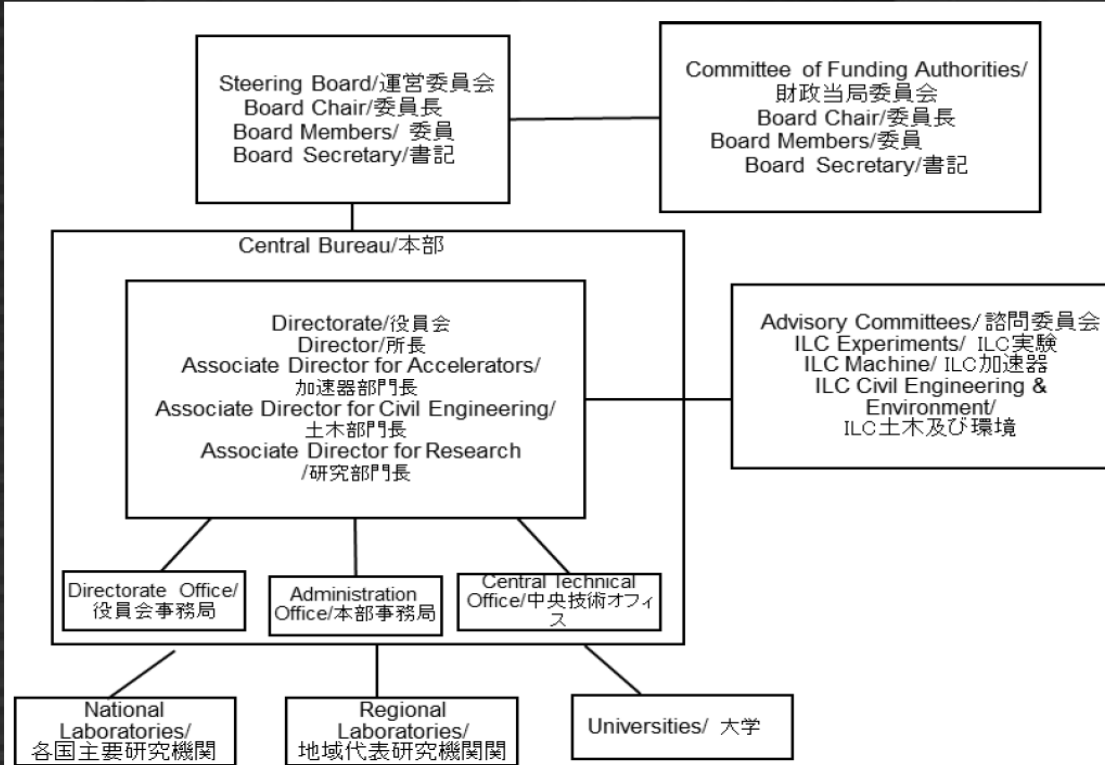 Steering Board/運営委員会
Board Chair/委員長
Board Members/ 委員
Board Secretary/書記
Committee of Funding Authorities/
財政当局委員会
Board Chair/委員長
Board Members/委員
Board Secretary/書記
Central Bureau/本部
Directorate/役員会
Director/所長
Associate Director for Accelerators/
加速器部門長
Associate Director for Civil Engineering/
土木部門長
Associate Director for Research
/研究部門長
Advisory Committees/ 諮問委員会
ILC Experiments/ ILC実験
ILC Machine/ ILC加速器
ILC Civil Engineering &
Environment/
ILC土木及び環境
Directorate Office/
役員会事務局
Administration
Office/本部事務局
Central Technical
Office/中央技術オフィ
ス
National
Laboratories/
各国主要研究機関
Regional
Laboratories/
地域代表研究機関関
Universities/ 大学